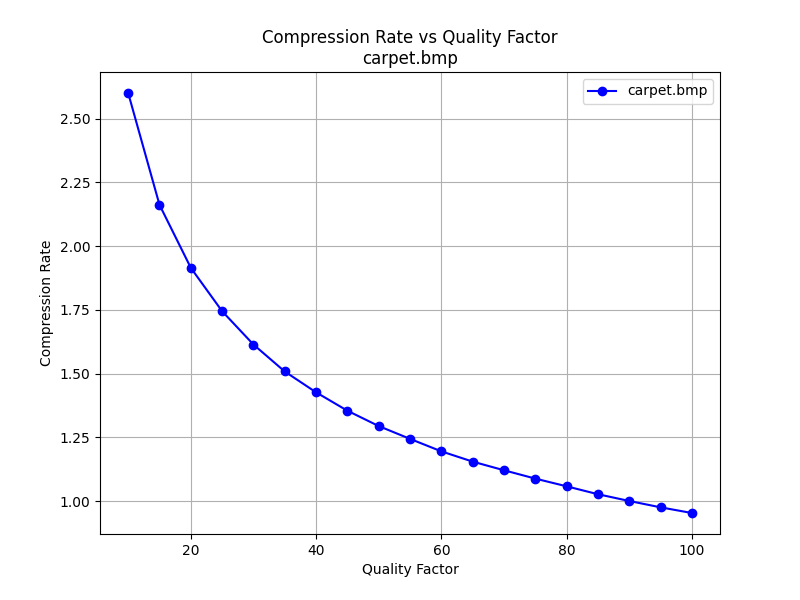 Compression Rate vs Quality Factor
carpet.bmp
carpet.bmp
2.50
2.25
2.00
1.75
1.50
1.25
1.00
Compression Rate
20 40 60 80 100
Quality Factor